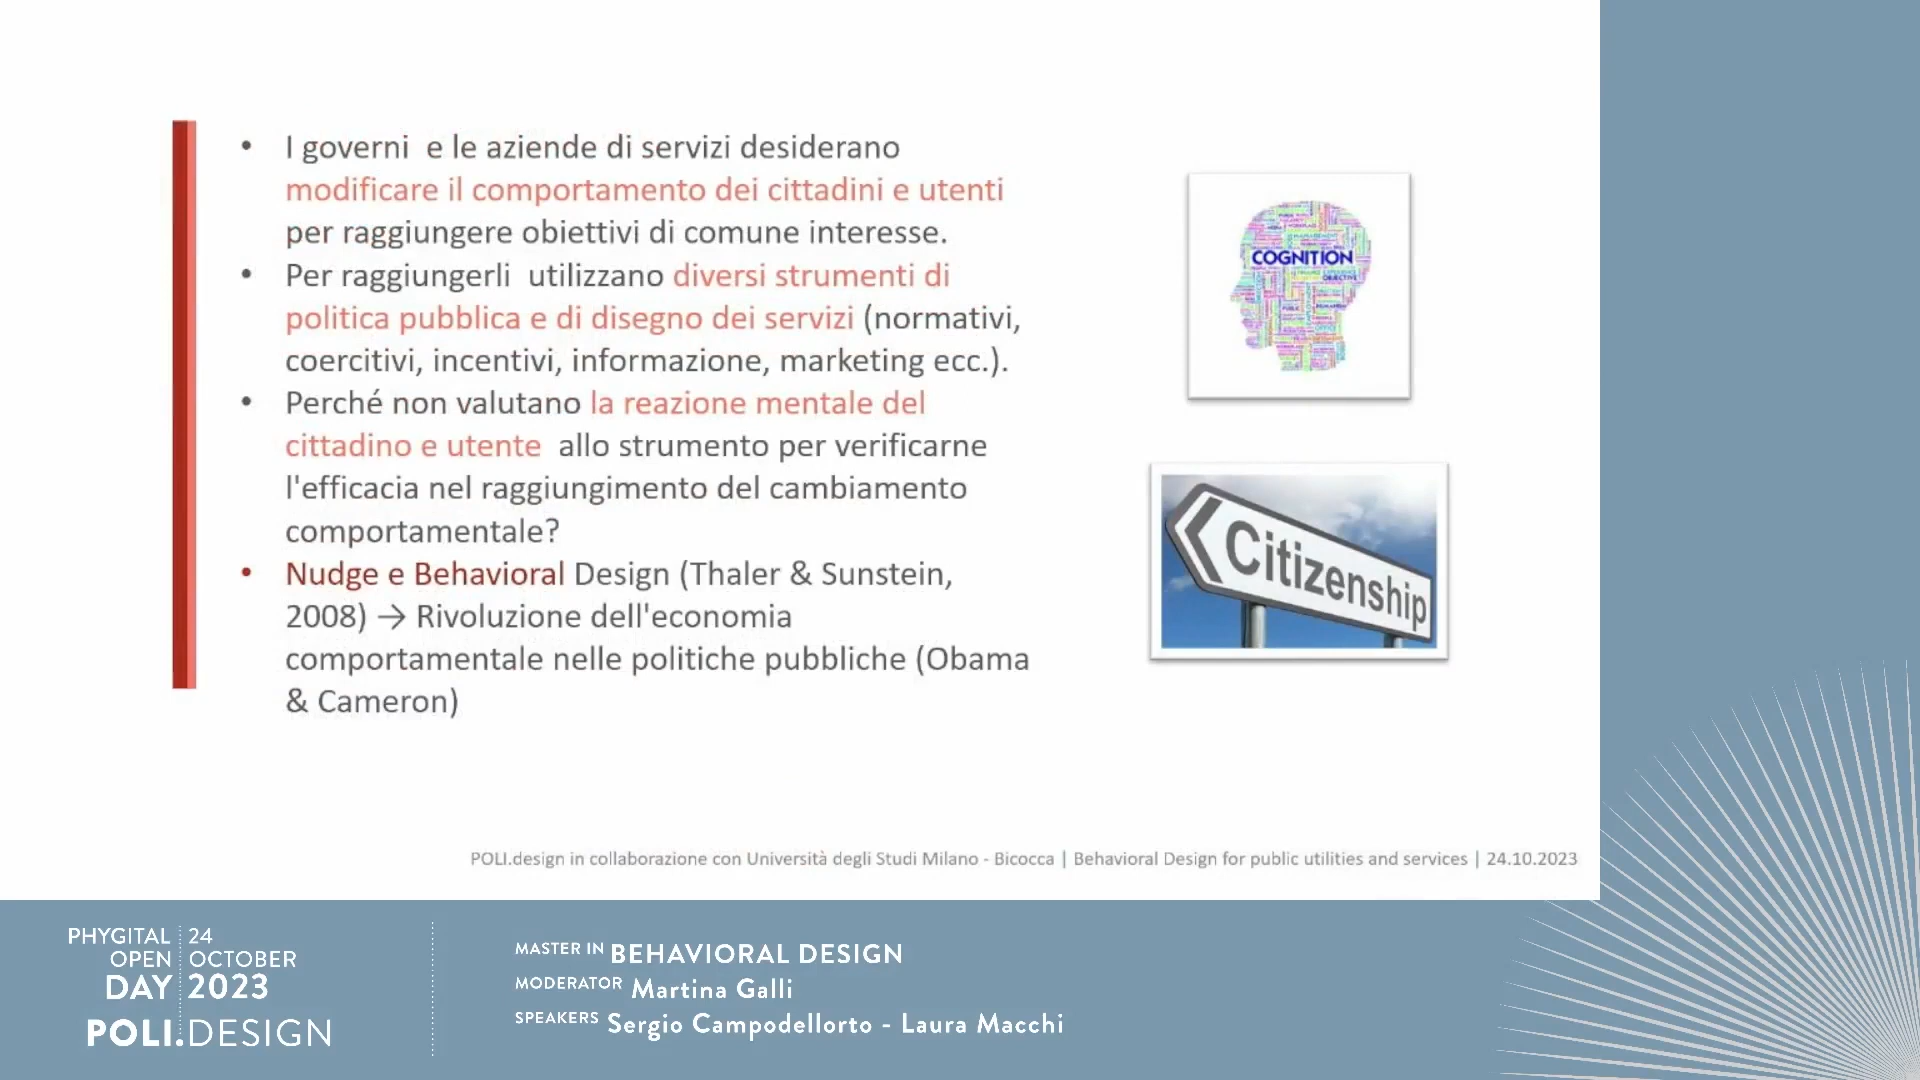 • I governi e le aziende di servizi desiderano
modificare il comportamento dei cittadini e utenti
per raggiungere obiettivi di comune interesse.
• Per raggiungerli utilizzano diversi strumenti di
politica pubblica e di disegno dei servizi (normativi,
coercitivi, incentivi, informazione, marketing ecc.).
• Perché non valutano la reazione mentale del
cittadino e utente allo strumento per verificarne
l'efficacia nel raggiungimento del cambiamento
comportamentale?
• Nudge e Behavioral Design (Thaler & Sunstein,
2008) → Rivoluzione dell'economia
comportamentale nelle politiche pubbliche (Obama
& Cameron)
COGNITION
OBJECTIVE
Citizenship
POLI.design in collaborazione con Università degli Studi Milano - Bicocca | Behavioral Design for public utilities and services | 24.10.2023
PHYGITAL 24
OPEN OCTOBER
DAY 2023
POLI.DESIGN
MASTER IN BEHAVIORAL DESIGN
MODERATOR Martina Galli
SPEAKERS Sergio Campodellorto - Laura Macchi